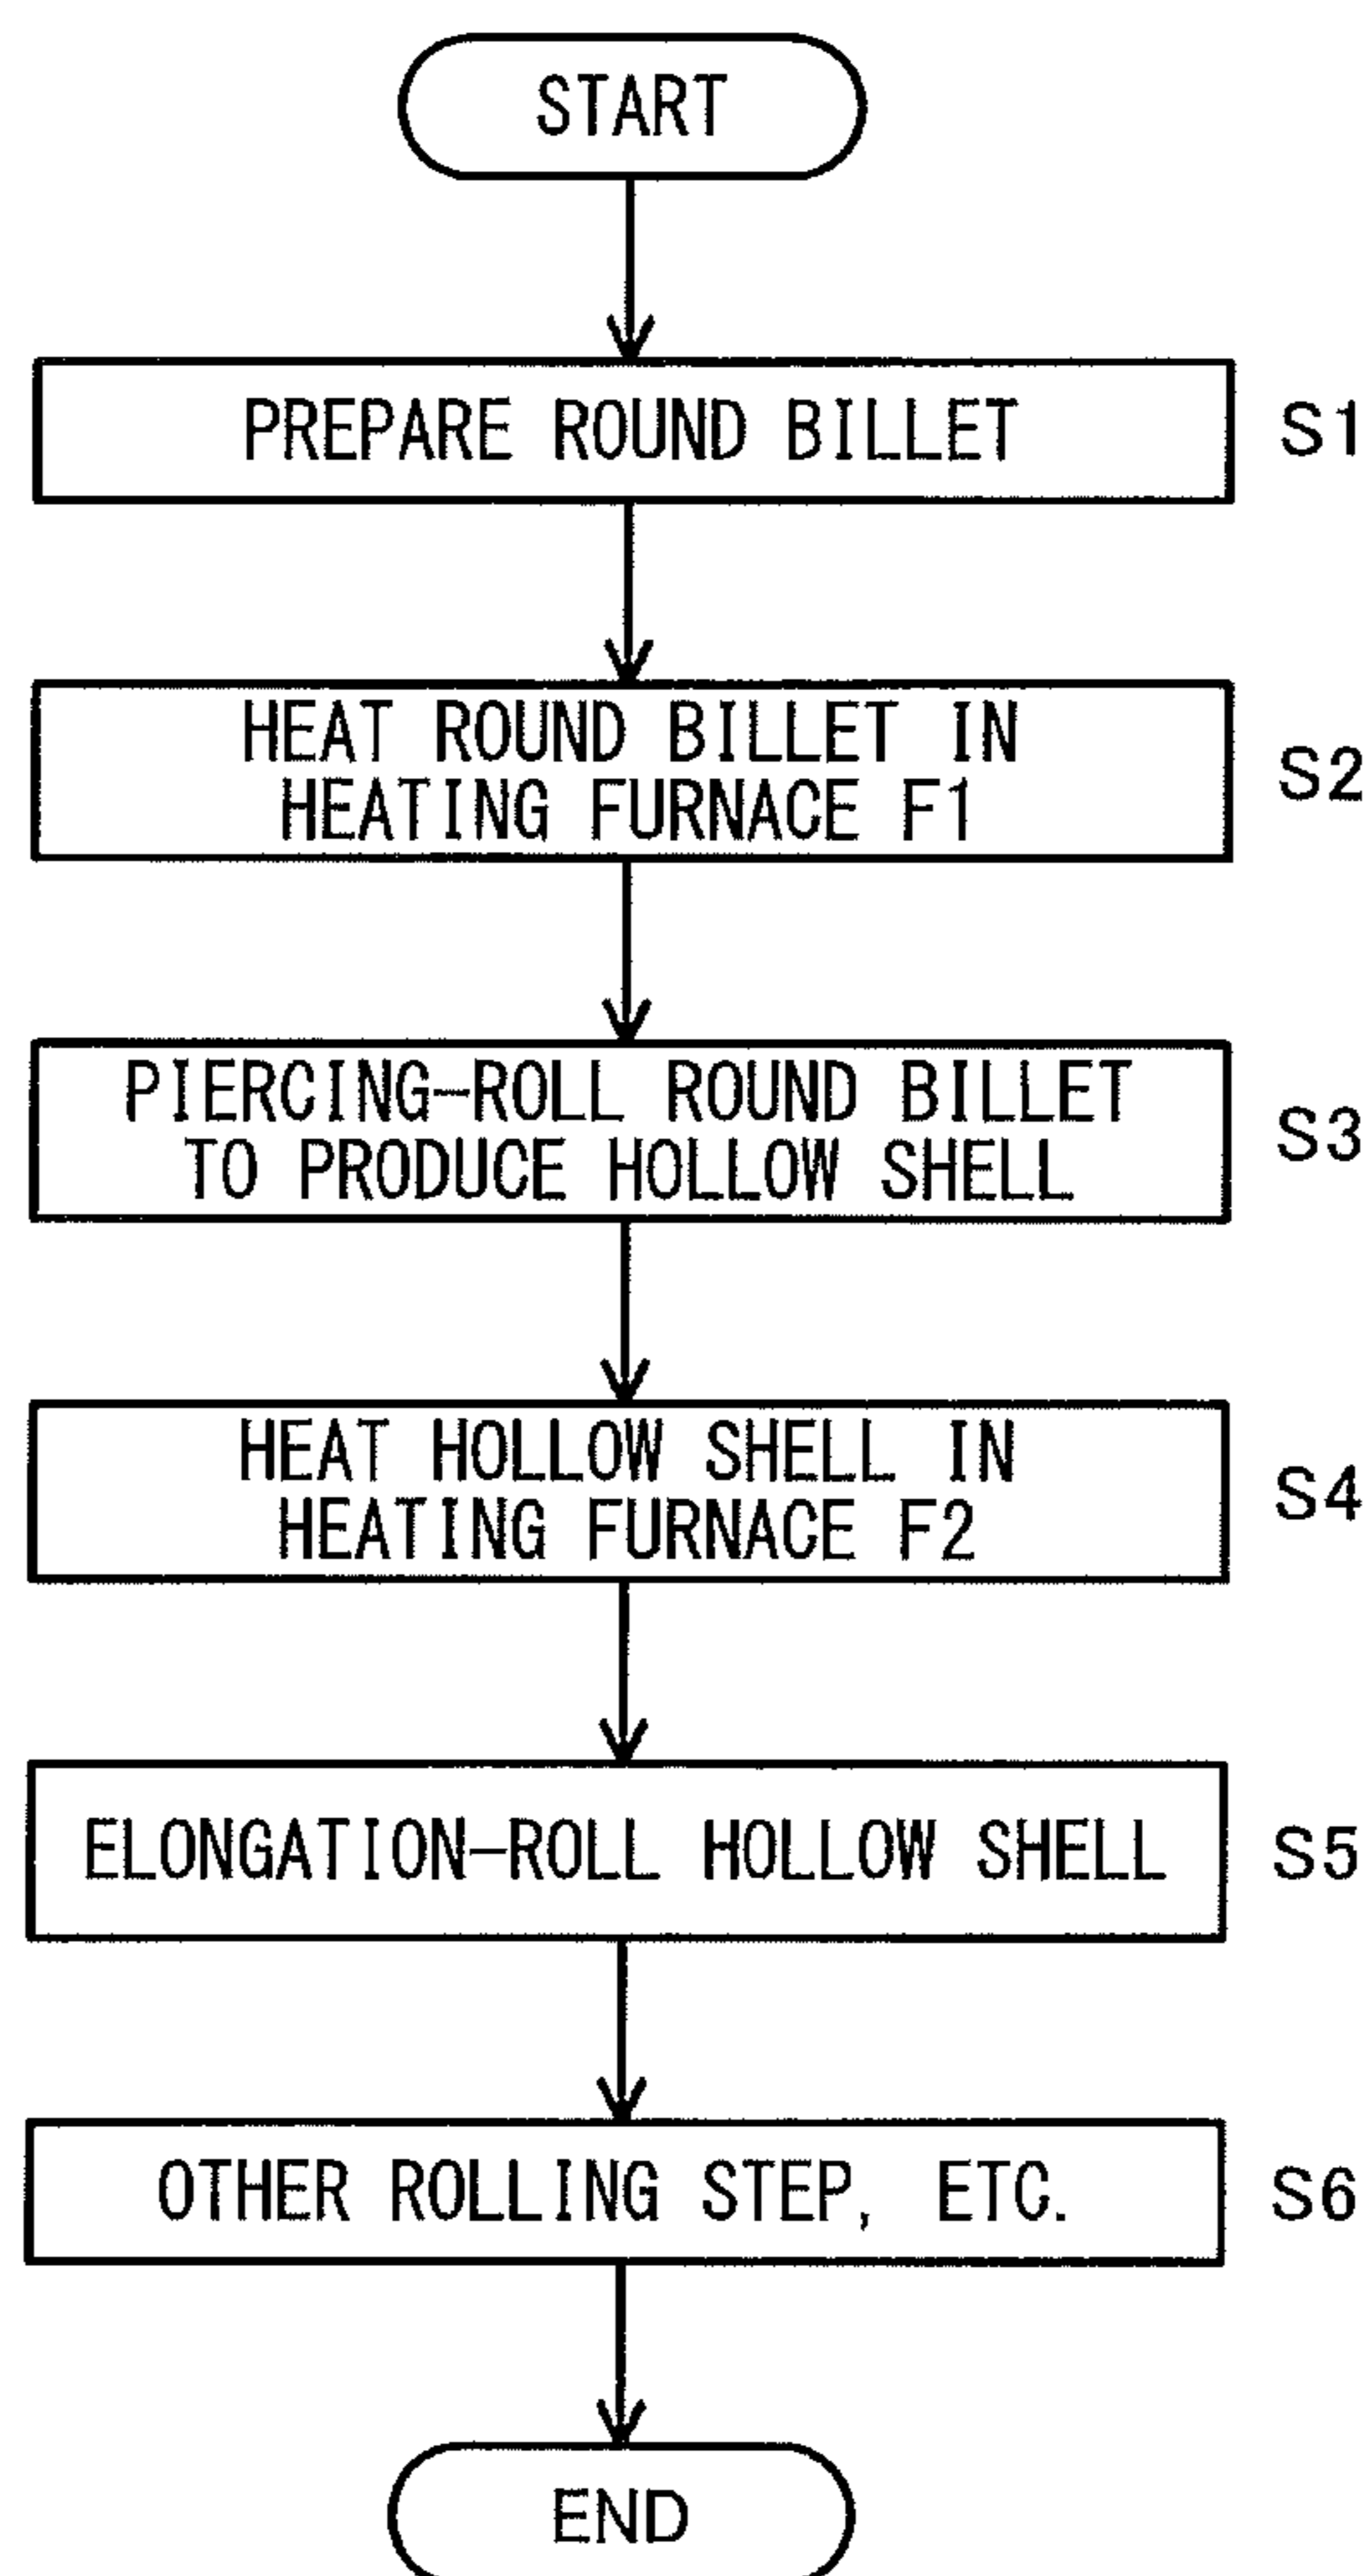 START
PREPARE ROUND BILLET
S1
HEAT ROUND BILLET IN
HEATING FURNACE F1
S2
PIERCING-ROLL ROUND BILLET
TO PRODUCE HOLLOW SHELL
S3
HEAT HOLLOW SHELL IN
HEATING FURNACE F2
S4
ELONGATION-ROLL HOLLOW SHELL
S5
OTHER ROLLING STEP, ETC.
S6
END